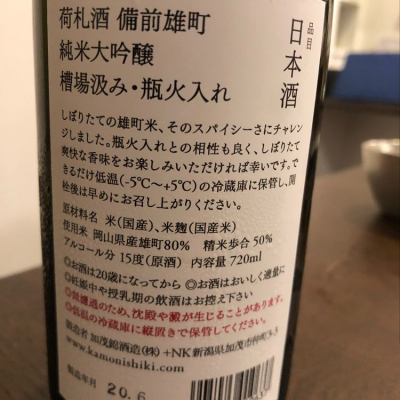 品目
日本酒
荷札酒 備前雄町
純米大吟醸
槽場汲み・瓶火入れ
しぼりたての雄町米、そのスパイシーさにチャレン
ジしました。瓶火入れとの相性も良く、しぼりたて
爽快な香味をお楽しみいただければ幸いです。で
きるだけ低温(-5℃〜+5℃)の冷蔵庫に保管し、開
栓後は早めにお召し上がりください。
原材料名 米(国産)、米麹(国産米)
使用米 岡山県産雄町80% 精米歩合 50%
アルコール分 15度(原酒) 内容量 720ml
◎お酒は20歳になってから ◎お酒はおいしく適量に
◎妊娠中や授乳期の飲酒はお控え下さい
のため、沈殿や澱が生じることがあります。
◎低温の冷蔵庫に縦置きで保管してください。
製造者 加茂錦酒造(株) +NK新潟県加茂市仲町3-3
www.kamonishiki.com
製造年月 20.6